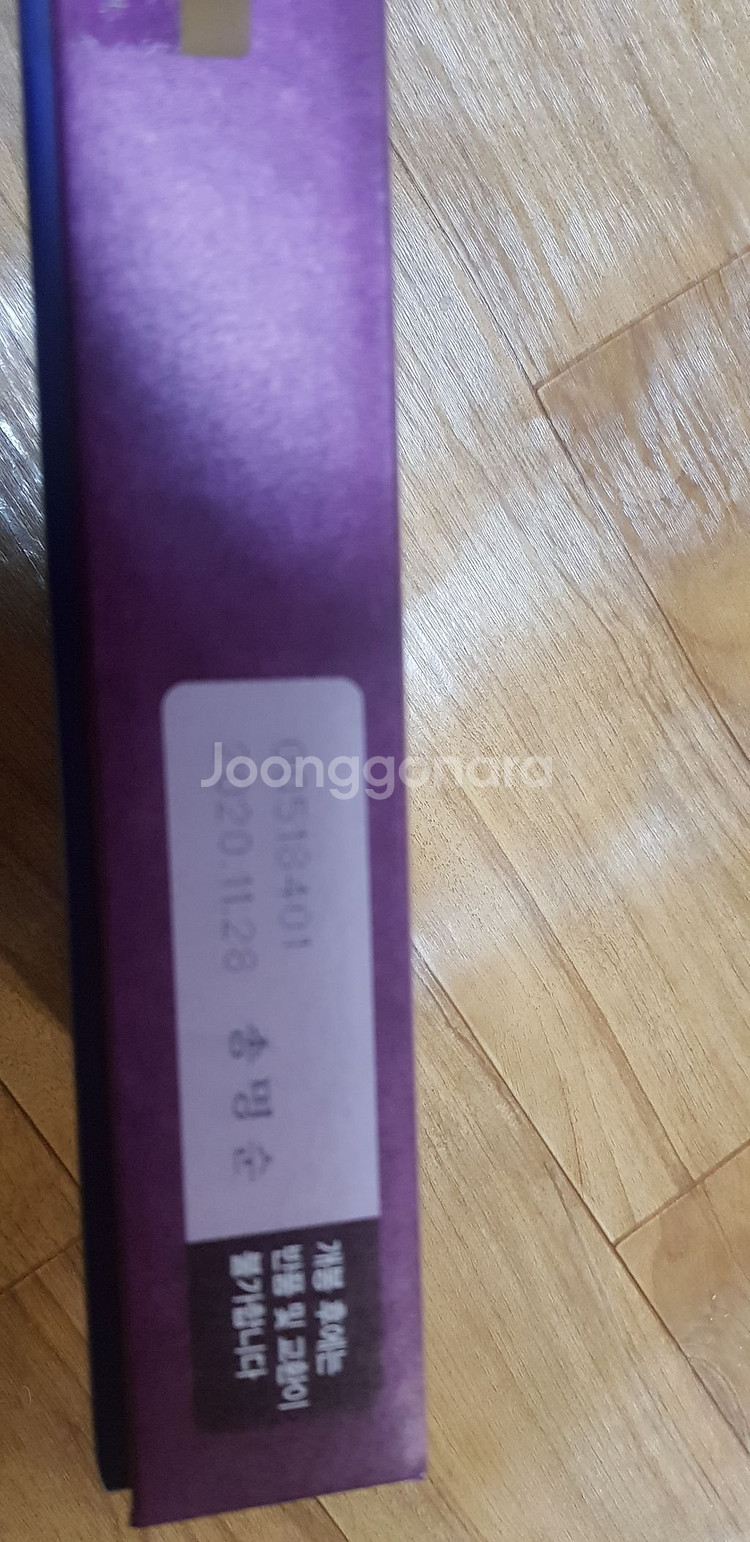 Joonggonara
0518401
2020.11.28 송명순
개봉 후에는
반품 및 교환이
불가합니다